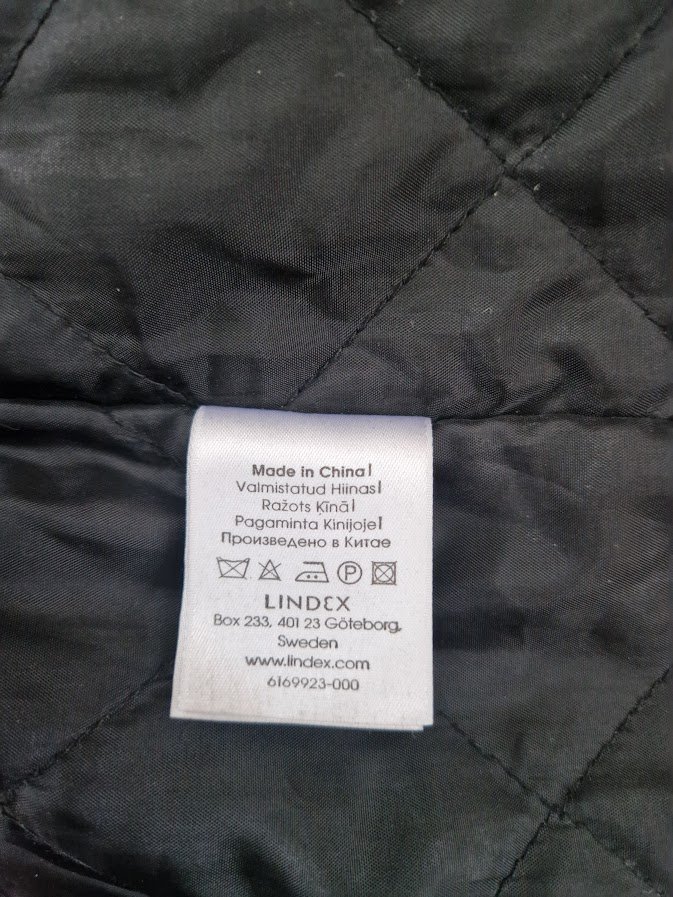 Made in China|
Valmistatud Hiinas|
Ražots Ķīnā|
Pagaminta Kinijoje|
Произведено в Китае
P
LINDEX
Box 233, 401 23 Göteborg,
Sweden
www.lindex.com
6169923-000